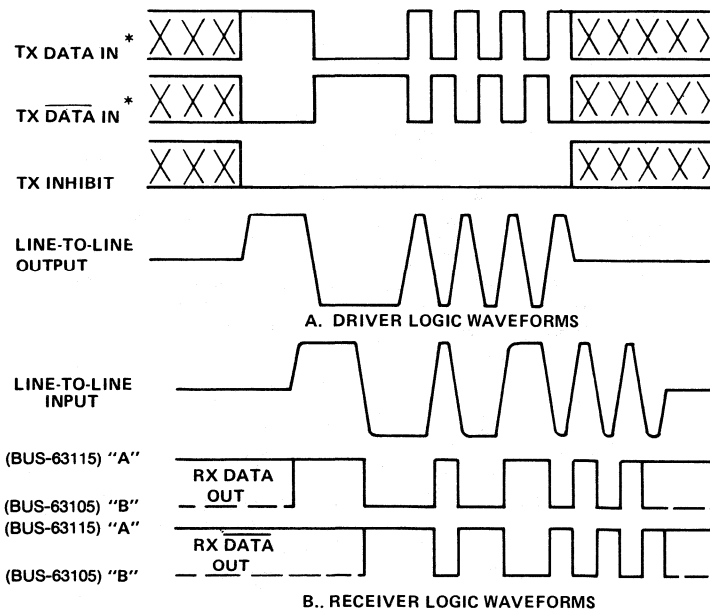 TX DATA IN *
TX DATA IN *
TX INHIBIT
LINE-TO-LINE
OUTPUT
A. DRIVER LOGIC WAVEFORMS
LINE-TO-LINE
INPUT
(BUS-63115) "A"
RX DATA
OUT
(BUS-63105) "B"
(BUS-63115) "A"
RX DATA
OUT
(BUS-63105) "B"
B.. RECEIVER LOGIC WAVEFORMS